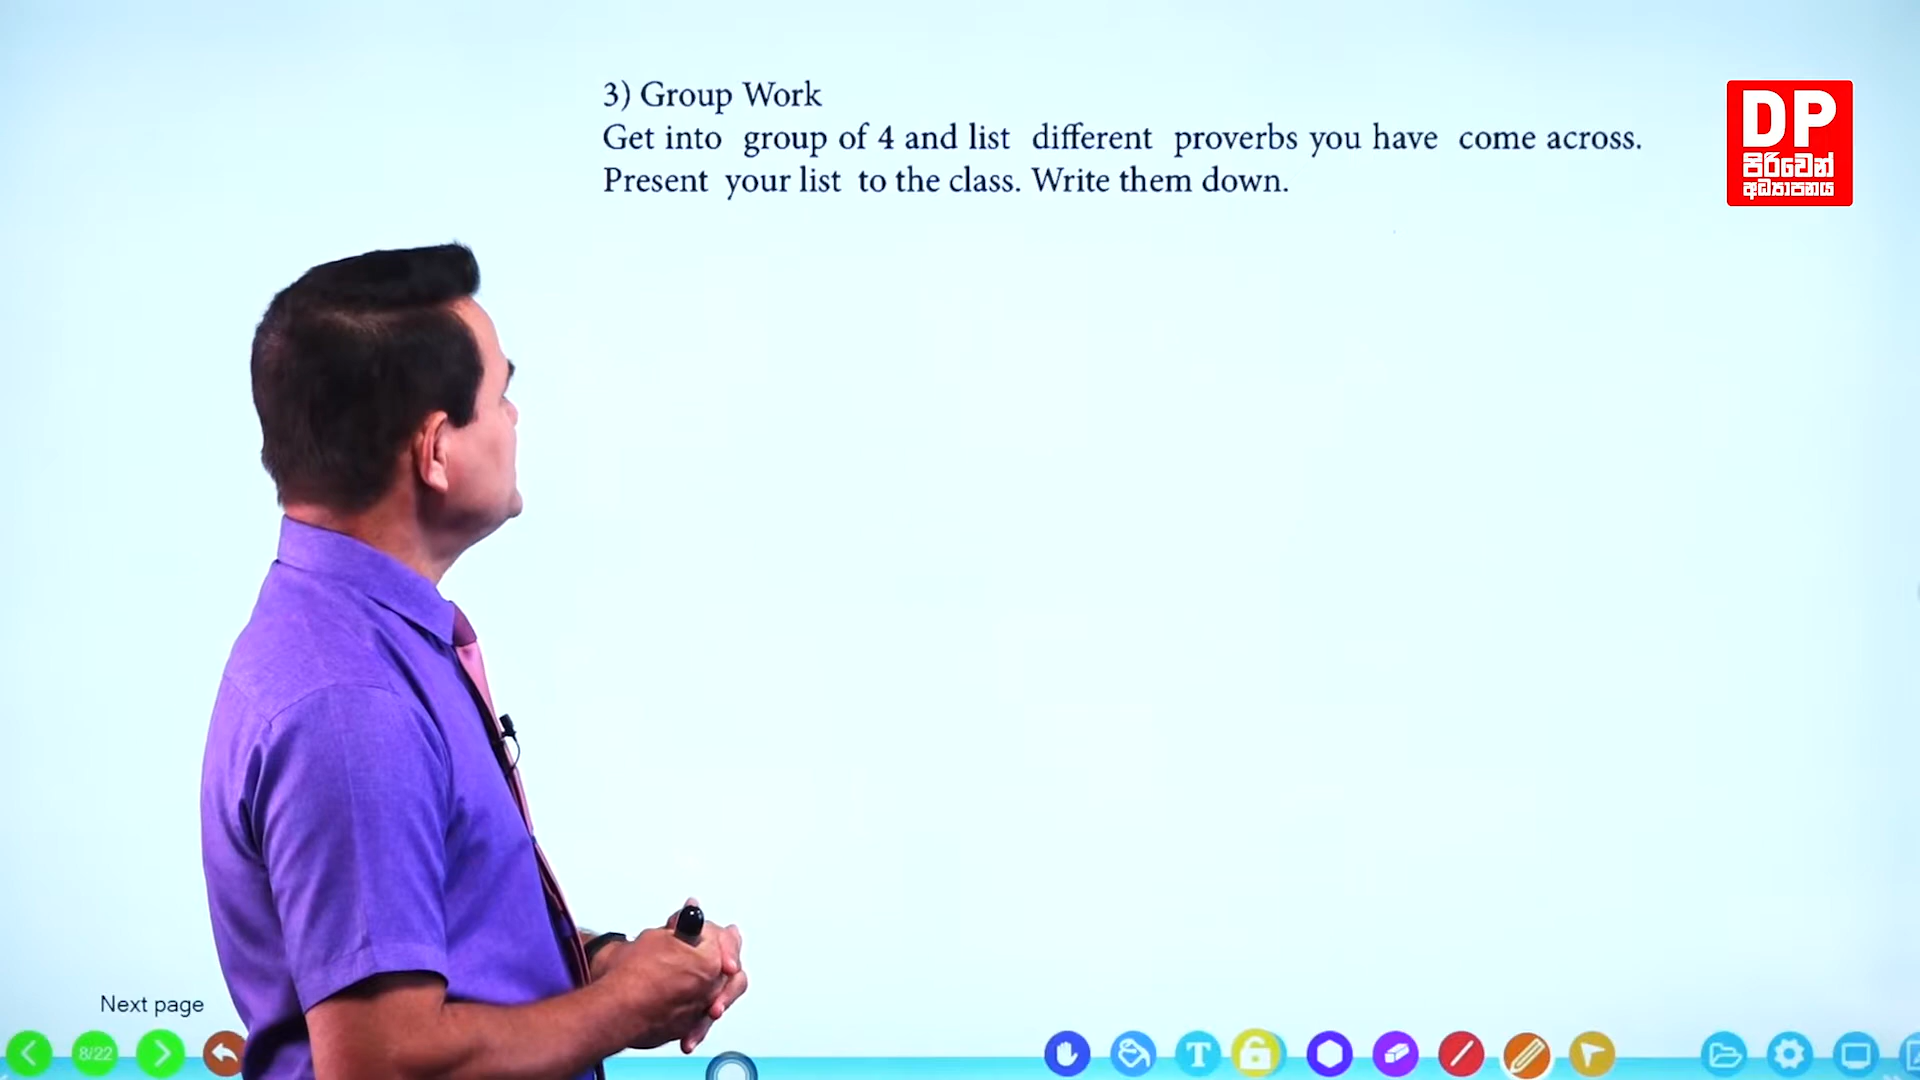 3) Group Work
Get into group of 4 and list different proverbs you have come across.
Present your list to the class. Write them down.
DP
පිරිවෙන්
අධ්‍යාපනය
Next page
8/22
T